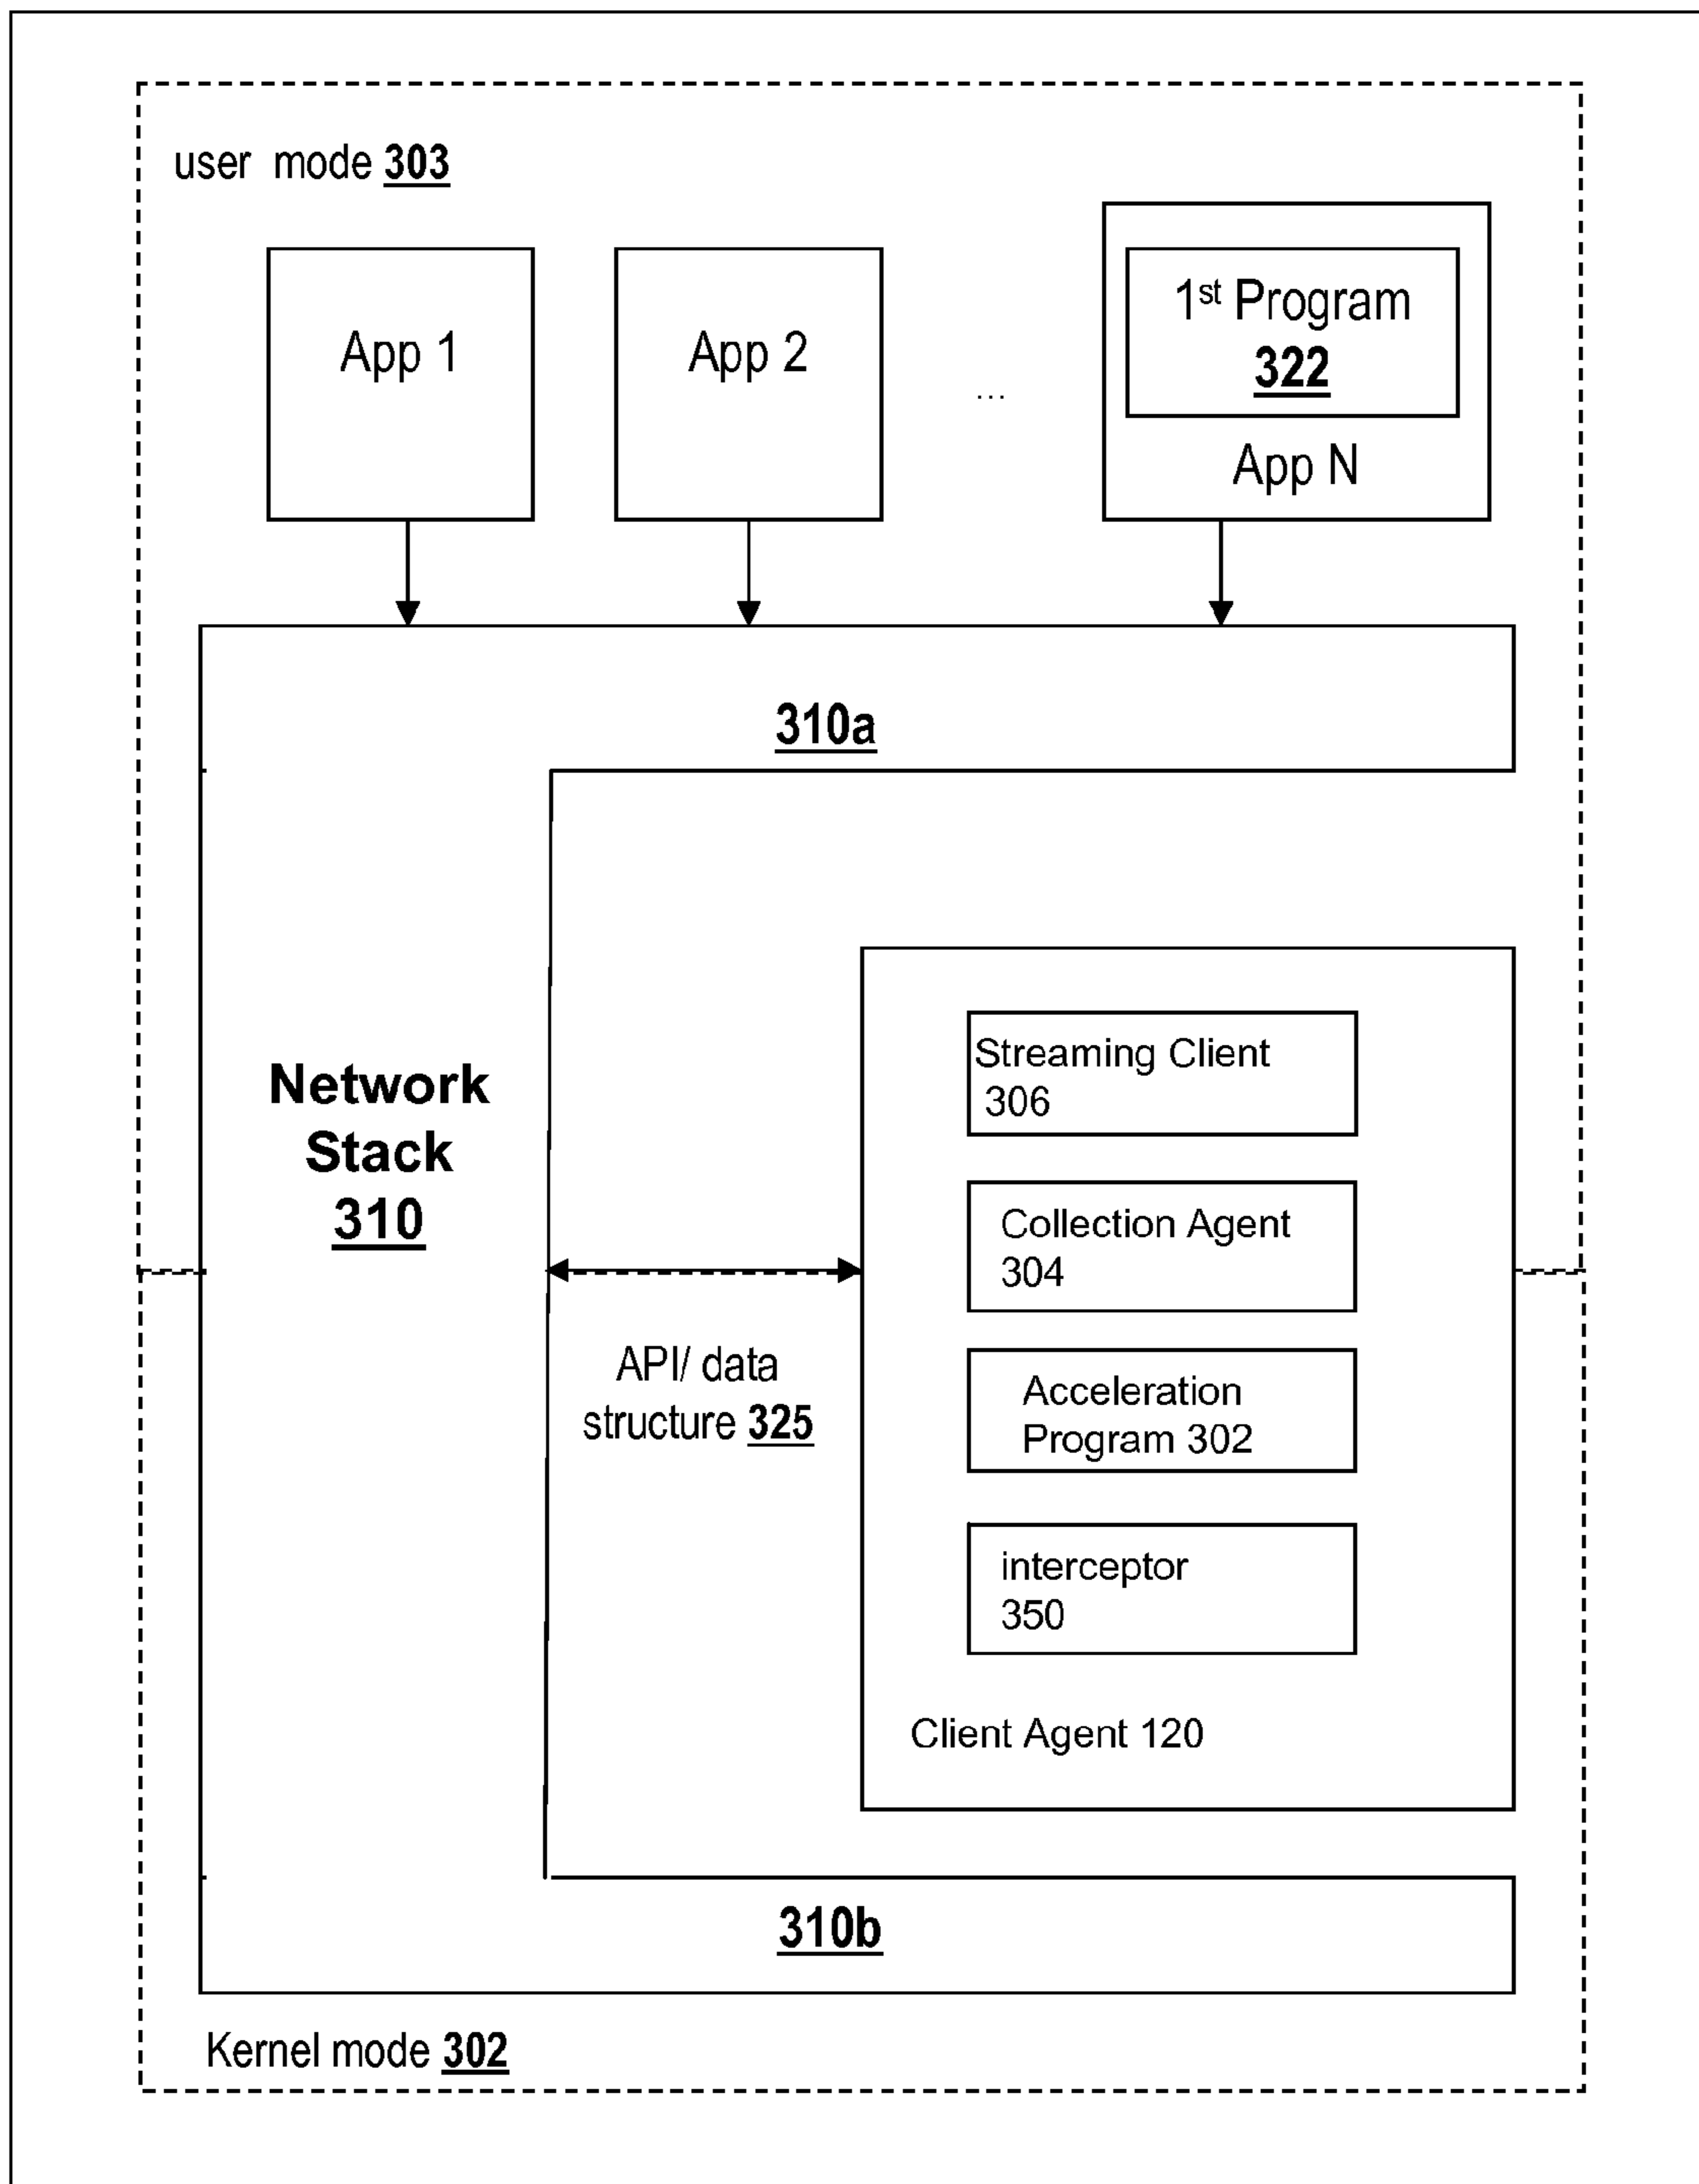 user mode 303
App 1
App 2
...
1st Program
322
App N
310a
Network
Stack
310
API/ data
structure 325
Streaming Client
306
Collection Agent
304
Acceleration
Program 302
interceptor
350
Client Agent 120
310b
Kernel mode 302